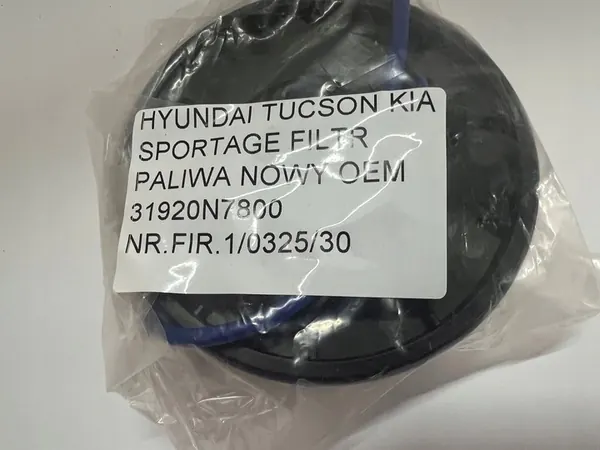 HYUNDAI TUCSON KIA
SPORTAGE FILTR
PALIWA NOWY OEM
31920N7800
NR.FIR.1/0325/30